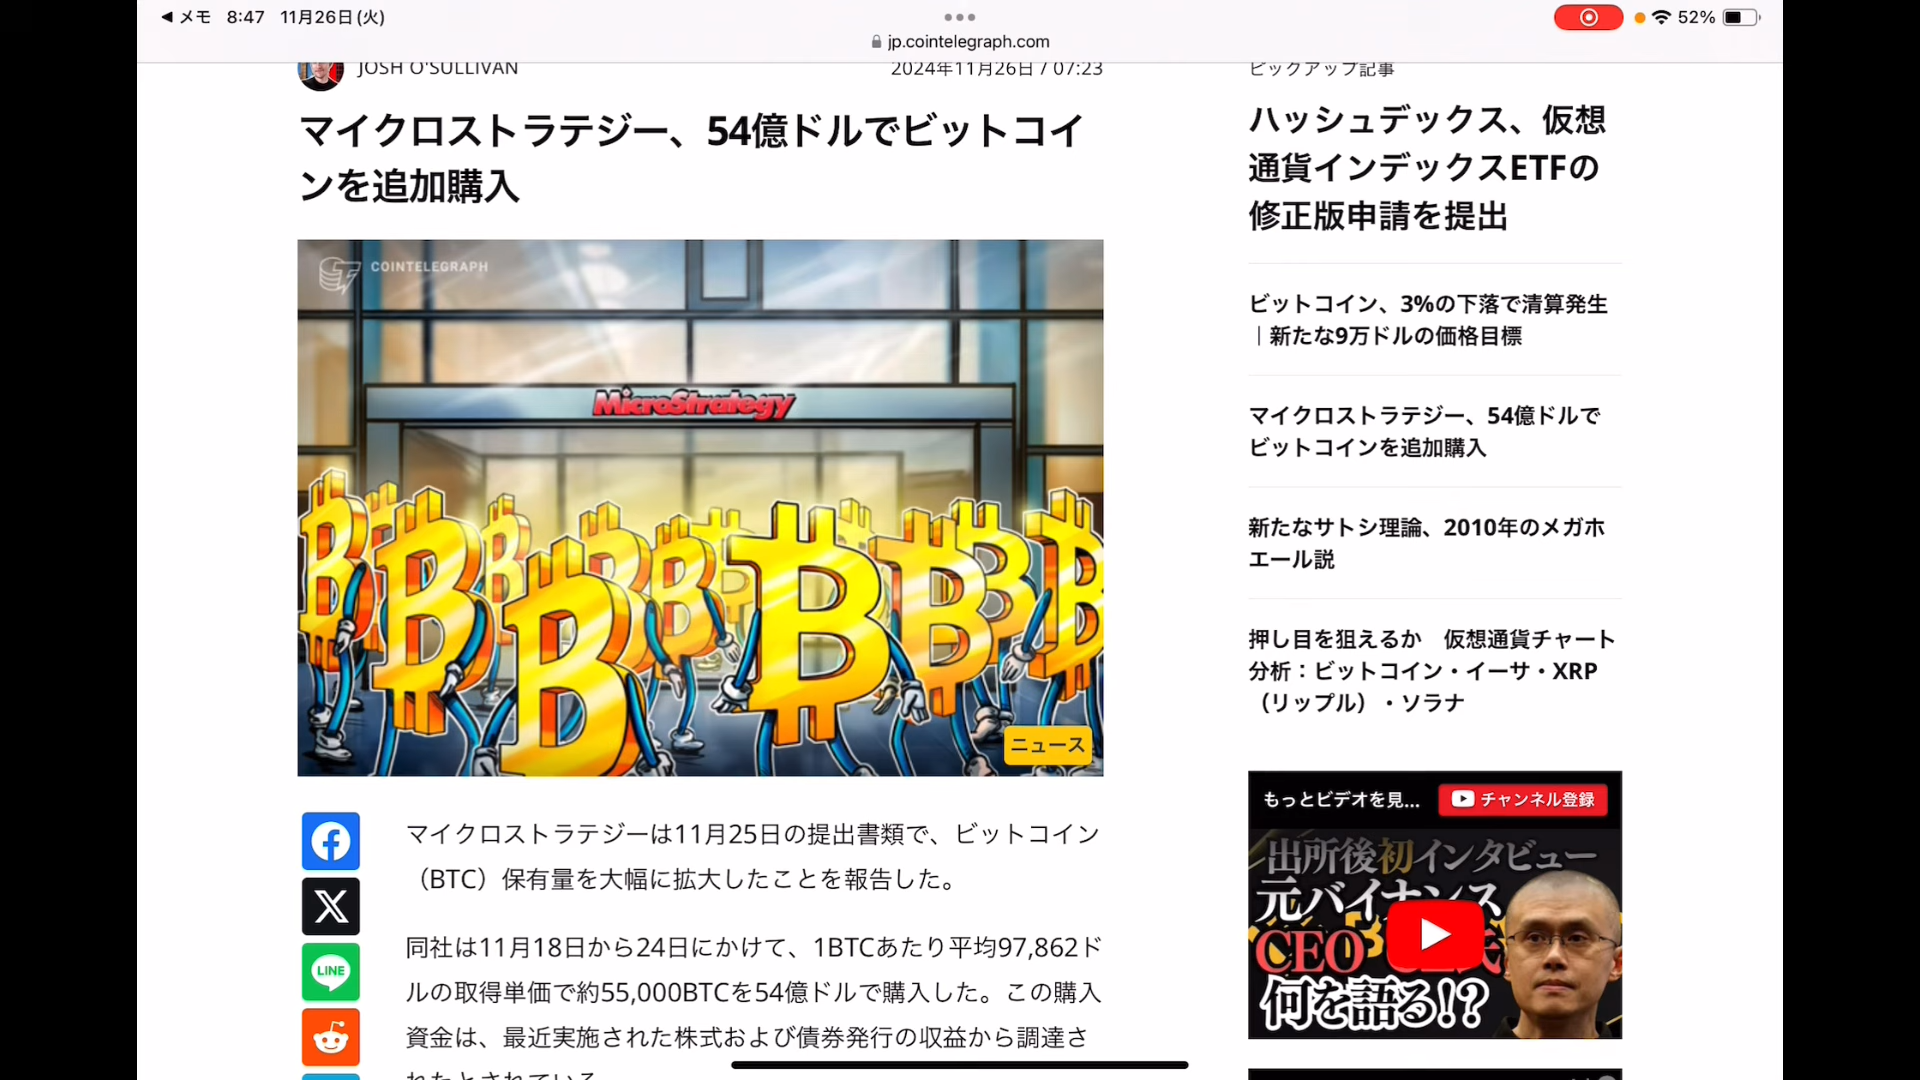 メモ 8:47 11月26日(火)
52%
jp.cointelegraph.com
JOSH O'SULLIVAN
2024年11月26日 / 07:23
マイクロストラテジー、54億ドルでビットコイ
ンを追加購入
COINTELEGRAPH
MicroStrategy
ニュース
LINE
マイクロストラテジーは11月25日の提出書類で、ビットコイン
（BTC）保有量を大幅に拡大したことを報告した。
同社は11月18日から24日にかけて、1BTCあたり平均97,862ド
ルの取得単価で約55,000BTCを54億ドルで購入した。この購入
資金は、最近実施された株式および債券発行の収益から調達さ
れたとされている。
ピックアップ記事
ハッシュデックス、仮想
通貨インデックスETFの
修正版申請を提出
ビットコイン、3%の下落で清算発生
｜新たな9万ドルの価格目標
マイクロストラテジー、54億ドルで
ビットコインを追加購入
新たなサトシ理論、2010年のメガホ
エール説
押し目を狙えるか　仮想通貨チャート
分析：ビットコイン・イーサ・XRP
（リップル）・ソラナ
もっとビデオを見...
チャンネル登録
出所後初インタビュー
元バイナンス
CEO
何を語る!?